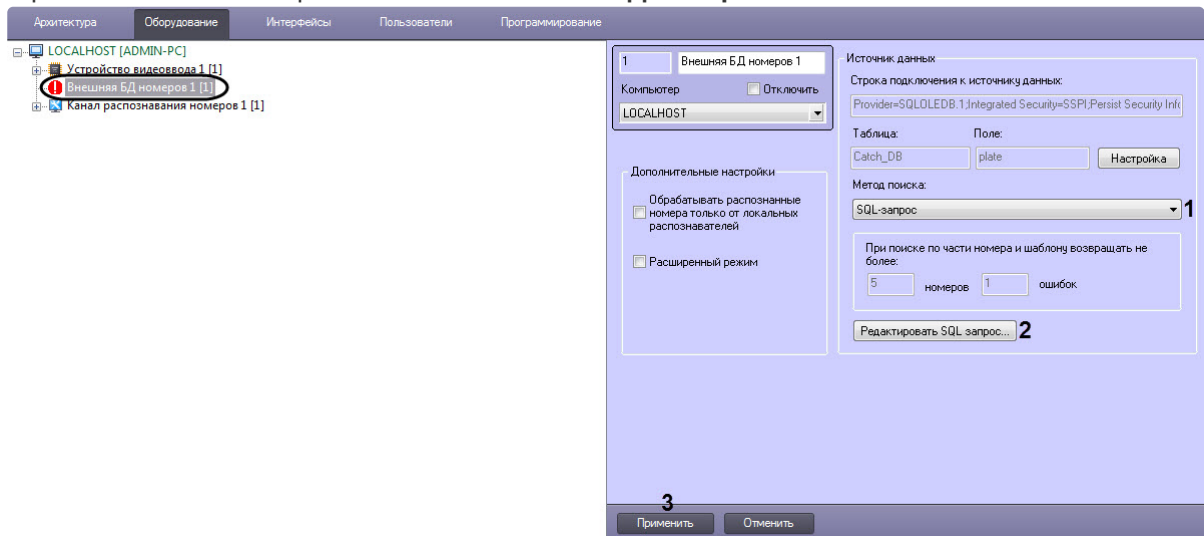 Архитектура Оборудование Интерфейсы Пользователи Программирование
LOCALHOST [ADMIN-PC]
Устройство видеоввода 1 [1]
Внешняя БД номеров 1 [1]
Канал распознавания номеров 1 [1]
1 Внешняя БД номеров 1
Компьютер Отключить
LOCALHOST
Дополнительные настройки
Обрабатывать распознанные
номера только от локальных
распознавателей
Расширенный режим
Источник данных
Строка подключения к источнику данных:
Provider=SQLOLEDB.1;Integrated Security=SSPI;Persist Security Info
Таблица: Поле:
Catch_DB plate Настройка
Метод поиска:
SQL-запрос 1
При поиске по части номера и шаблону возвращать не
более:
5 номеров 1 ошибок
Редактировать SQL запрос... 2
3
Применить Отменить